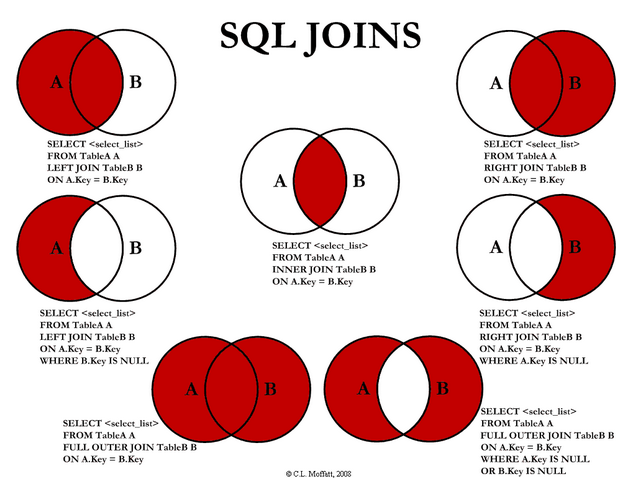 SQL JOINS
A B
SELECT <select_list>
FROM TableA A
LEFT JOIN TableB B
ON A.Key = B.Key
A B
SELECT <select_list>
FROM TableA A
RIGHT JOIN TableB B
ON A.Key = B.Key
A B
SELECT <select_list>
FROM TableA A
INNER JOIN TableB B
ON A.Key = B.Key
A B
SELECT <select_list>
FROM TableA A
LEFT JOIN TableB B
ON A.Key = B.Key
WHERE B.Key IS NULL
A B
SELECT <select_list>
FROM TableA A
RIGHT JOIN TableB B
ON A.Key = B.Key
WHERE A.Key IS NULL
A B
SELECT <select_list>
FROM TableA A
FULL OUTER JOIN TableB B
ON A.Key = B.Key
A B
SELECT <select_list>
FROM TableA A
FULL OUTER JOIN TableB B
ON A.Key = B.Key
WHERE A.Key IS NULL
OR B.Key IS NULL
© C.L. Moffatt, 2008